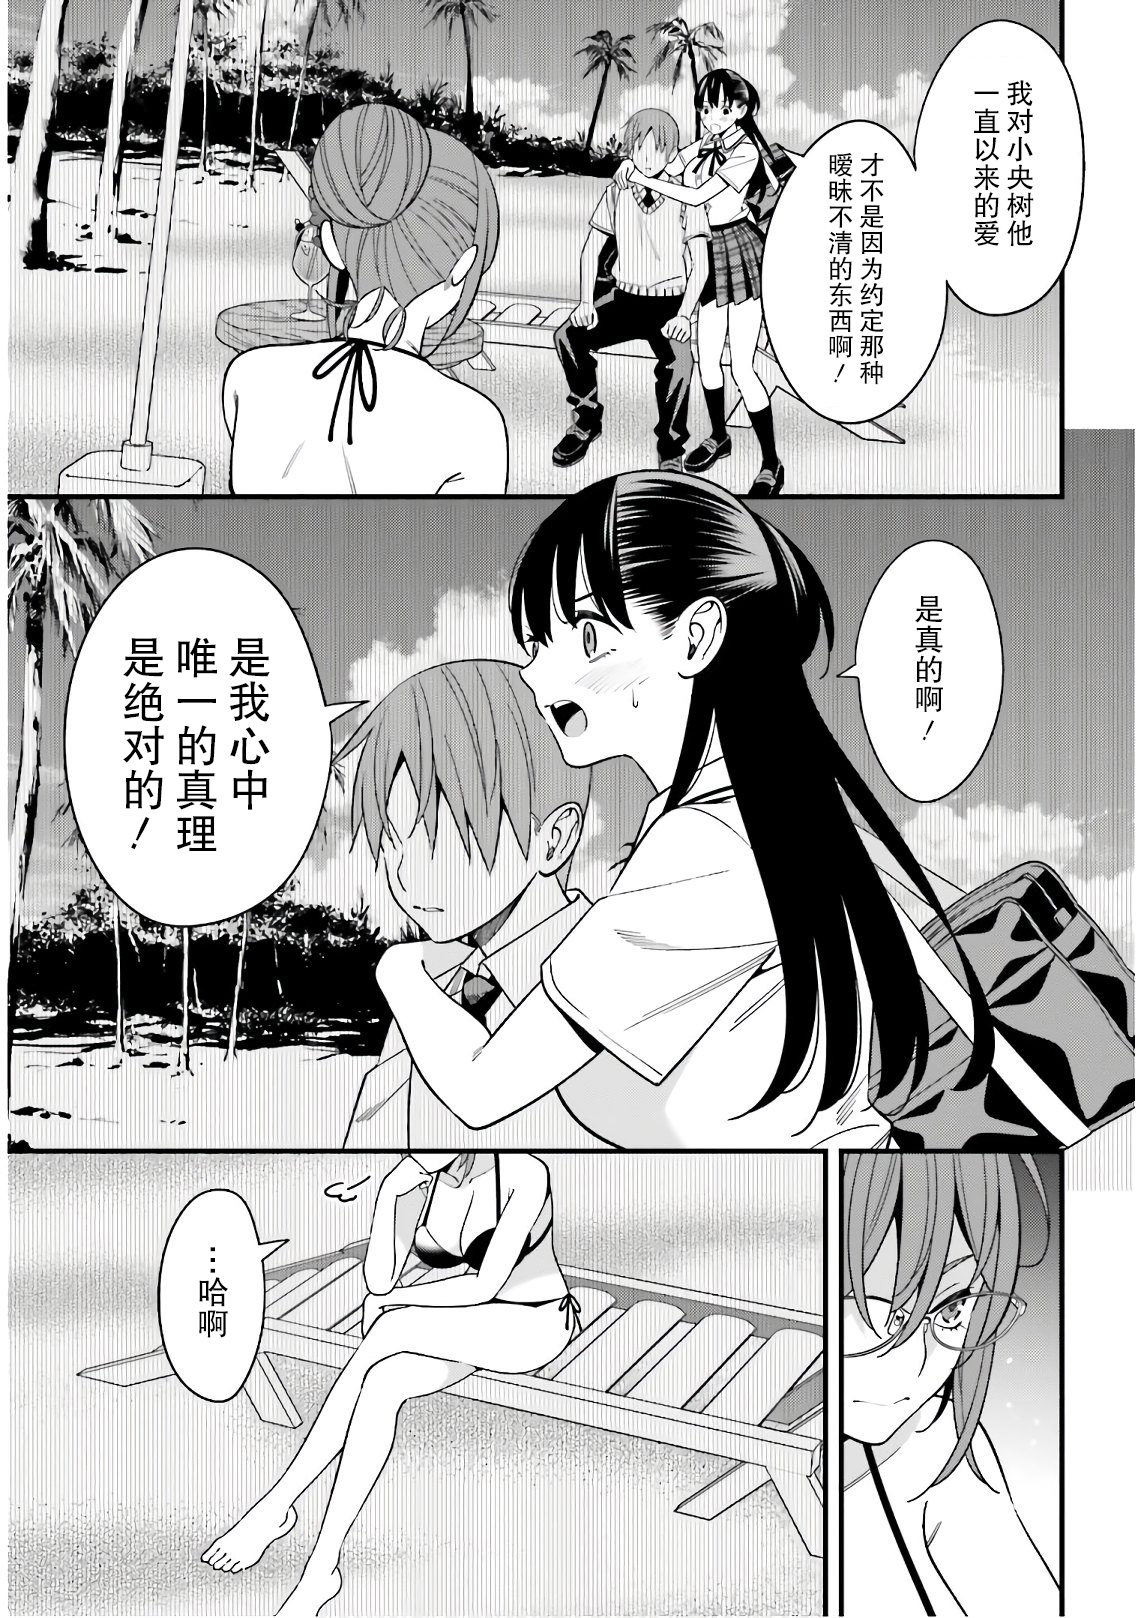 我对小央树他
一直以来的爱
才不是因为约定那种
暧昧不清的东西啊！
是真的啊！
是我心中
唯一的真理
是绝对的！
…哈啊